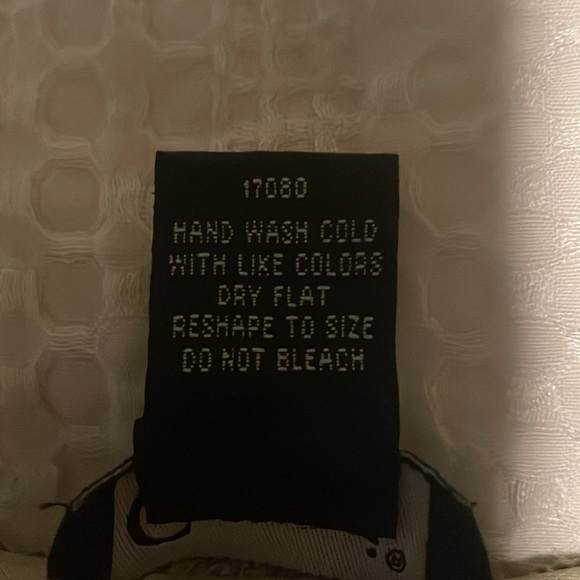 17080
HAND WASH COLD
WITH LIKE COLORS
DRY FLAT
RESHAPE TO SIZE
DO NOT BLEACH
®